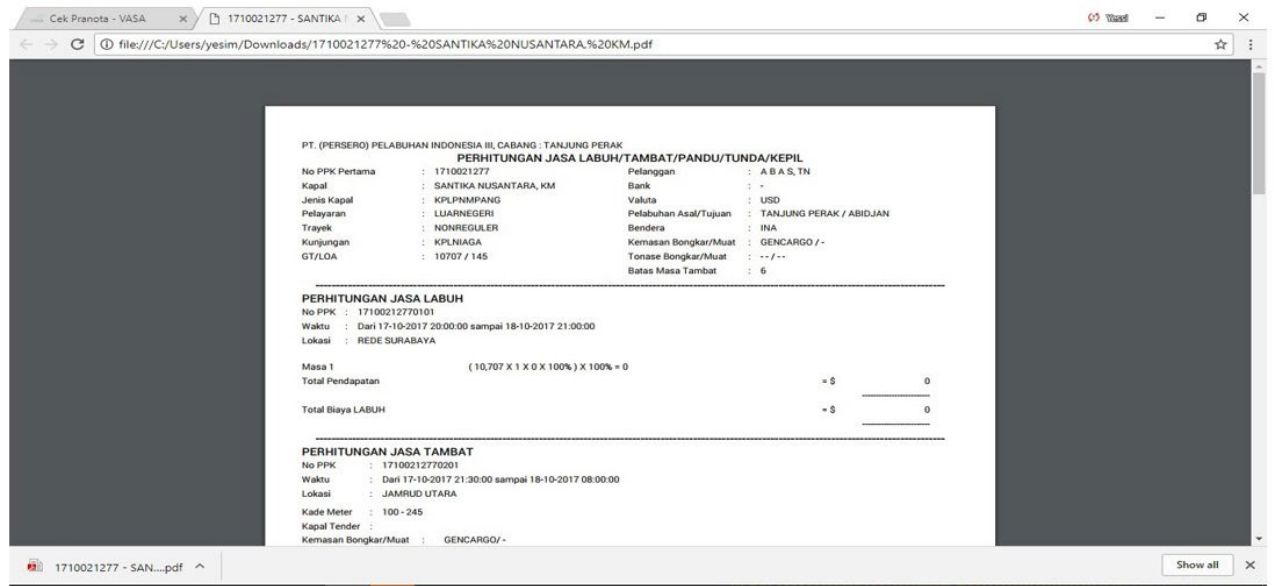 Cek Pranota - VASA
1710021277 - SANTIKA
Yessi
file:///C:/Users/yesim/Downloads/1710021277%20-%20SANTIKA%20NUSANTARA,%20KM.pdf
PT. (PERSERO) PELABUHAN INDONESIA III, CABANG : TANJUNG PERAK
PERHITUNGAN JASA LABUH/TAMBAT/PANDU/TUNDA/KEPIL
No PPK Pertama : 1710021277 Pelanggan : A B A S, TN
Kapal : SANTIKA NUSANTARA, KM Bank : -
Jenis Kapal : KPLPNMPANG Valuta : USD
Pelayaran : LUARNEGERI Pelabuhan Asal/Tujuan : TANJUNG PERAK / ABIDJAN
Trayek : NONREGULER Bendera : INA
Kunjungan : KPLNIAGA Kemasan Bongkar/Muat : GENCARGO / -
GT/LOA : 10707 / 145 Tonase Bongkar/Muat : - - / - -
Batas Masa Tambat : 6
PERHITUNGAN JASA LABUH
No PPK : 17100212770101
Waktu : Dari 17-10-2017 20:00:00 sampai 18-10-2017 21:00:00
Lokasi : REDE SURABAYA
Masa 1 ( 10,707 X 1 X 0 X 100% ) X 100% = 0
Total Pendapatan = $ 0
Total Biaya LABUH = $ 0
PERHITUNGAN JASA TAMBAT
No PPK : 17100212770201
Waktu : Dari 17-10-2017 21:30:00 sampai 18-10-2017 08:00:00
Lokasi : JAMRUD UTARA
Kade Meter : 100 - 245
Kapal Tender :
Kemasan Bongkar/Muat : GENCARGO/ -
1710021277 - SAN....pdf
Show all